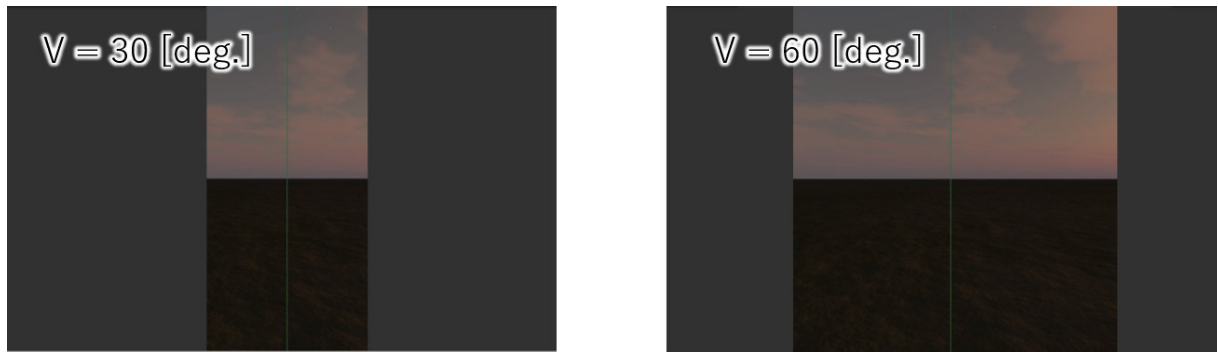 V = 30 [deg.]
V = 60 [deg.]